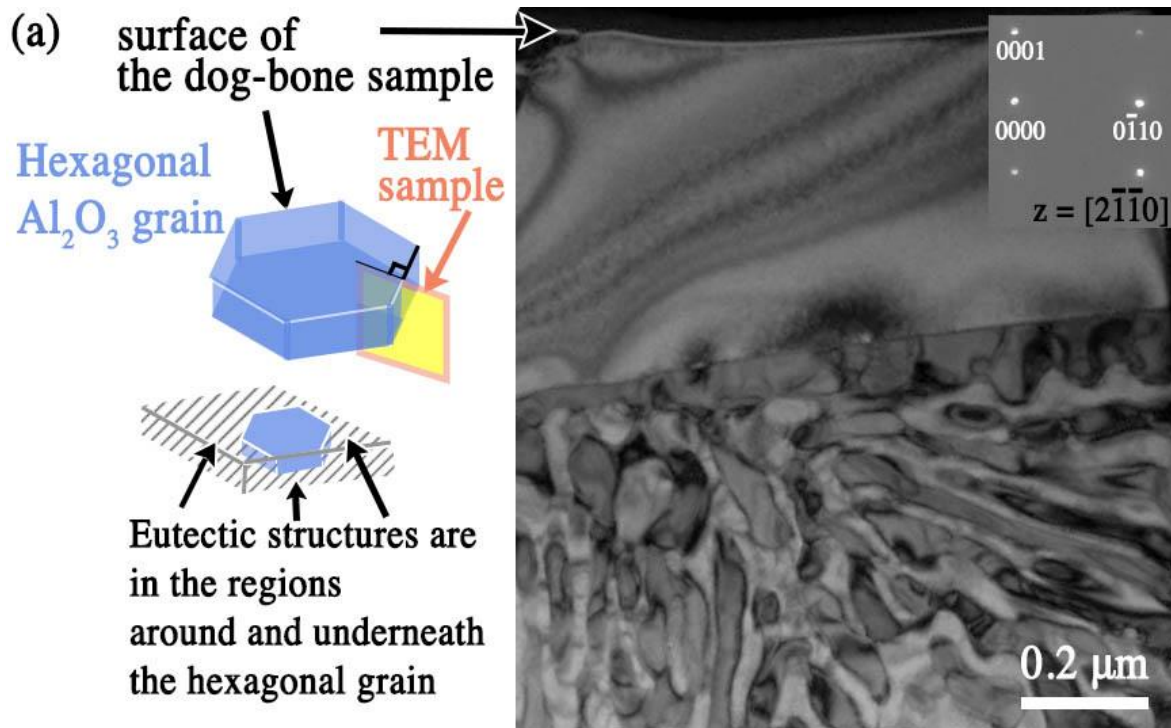 (a) surface of
the dog-bone sample
Hexagonal
Al₂O₃ grain
TEM
sample
Eutectic structures are
in the regions
around and underneath
the hexagonal grain
0001
0000 01̄10
z = [21̄1̄0]
0.2 μm